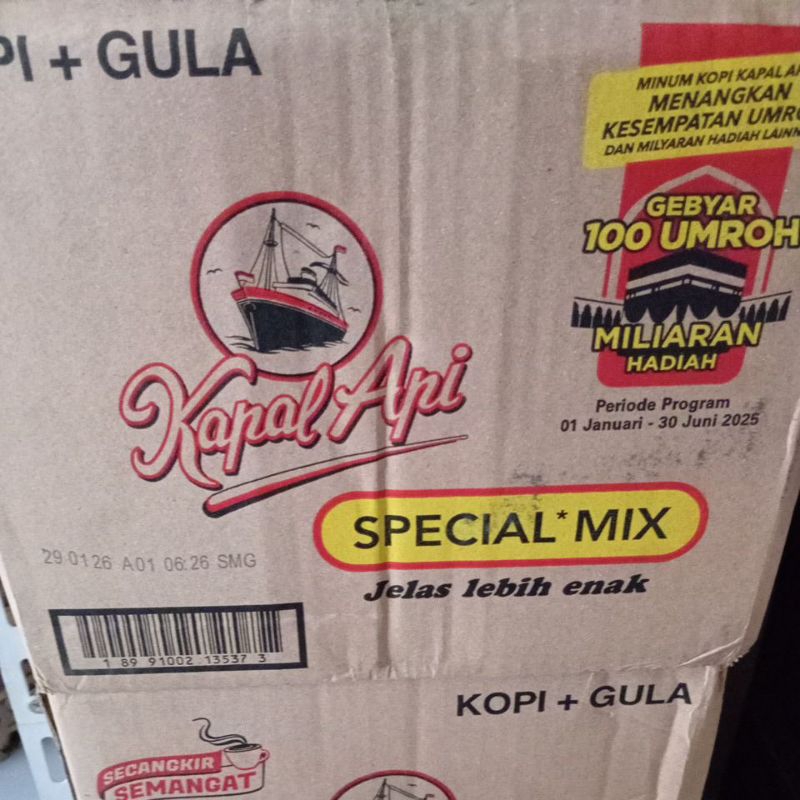 PI + GULA
MINUM KOPI KAPAL
MENANGKAN
KESEMPATAN
DAN MILYARAN HADIAH
GEBYAR
100 UMROH
MILIARAN
HADIAH
Periode Program
01 Januari - 30 Juni 2025
Kapal Api
SPECIAL* MIX
Jelas lebih enak
29 01 26 A01 06:26 SMG
1 89 91002 13537 3
KOPI + GULA
SECANGKIR
SEMANGAT